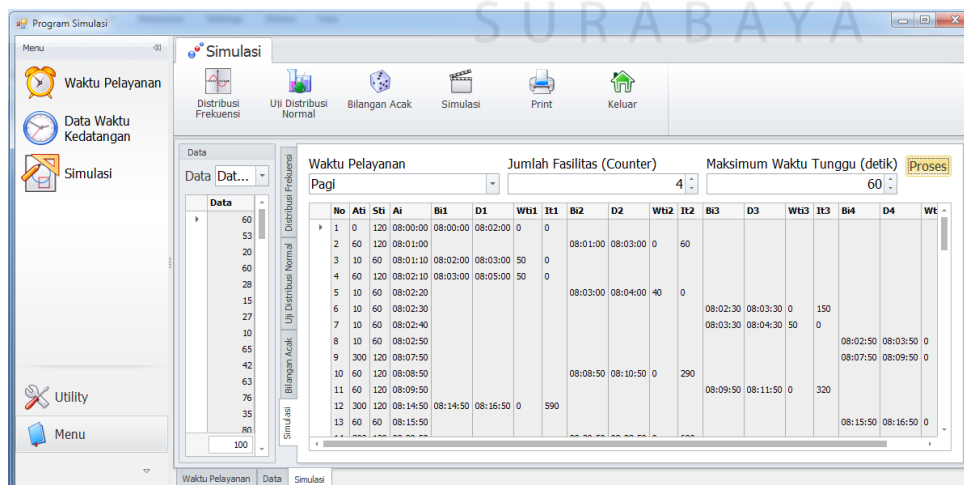 SURABAYA
Program Simulasi
Menu
Waktu Pelayanan
Data Waktu
Kedatangan
Simulasi
Utility
Menu
Simulasi
Distribusi
Frekuensi
Uji Distribusi
Normal
Bilangan Acak
Simulasi
Print
Keluar
Data
Data Dat...
Data
60
53
20
60
28
15
27
10
65
42
63
76
35
80
100
Distribusi Frekuensi
Uji Distribusi Normal
Bilangan Acak
Simulasi
Waktu Pelayanan Jumlah Fasilitas (Counter) Maksimum Waktu Tunggu (detik) Proses
Pagi 4 60
No Ati Sti Ai Bi1 D1 Wti1 It1 Bi2 D2 Wti2 It2 Bi3 D3 Wti3 It3 Bi4 D4 Wt
1 0 120 08:00:00 08:00:00 08:02:00 0 0
2 60 120 08:01:00 08:01:00 08:03:00 0 60
3 10 60 08:01:10 08:02:00 08:03:00 50 0
4 60 120 08:02:10 08:03:00 08:05:00 50 0
5 10 60 08:02:20 08:03:00 08:04:00 40 0
6 10 60 08:02:30 08:02:30 08:03:30 0 150
7 10 60 08:02:40 08:03:30 08:04:30 50 0
8 10 60 08:02:50 08:02:50 08:03:50 0
9 300 120 08:07:50 08:07:50 08:09:50 0
10 60 120 08:08:50 08:08:50 08:10:50 0 290
11 60 120 08:09:50 08:09:50 08:11:50 0 320
12 300 120 08:14:50 08:14:50 08:16:50 0 590
13 60 60 08:15:50 08:15:50 08:16:50 0
Waktu Pelayanan Data Simulasi